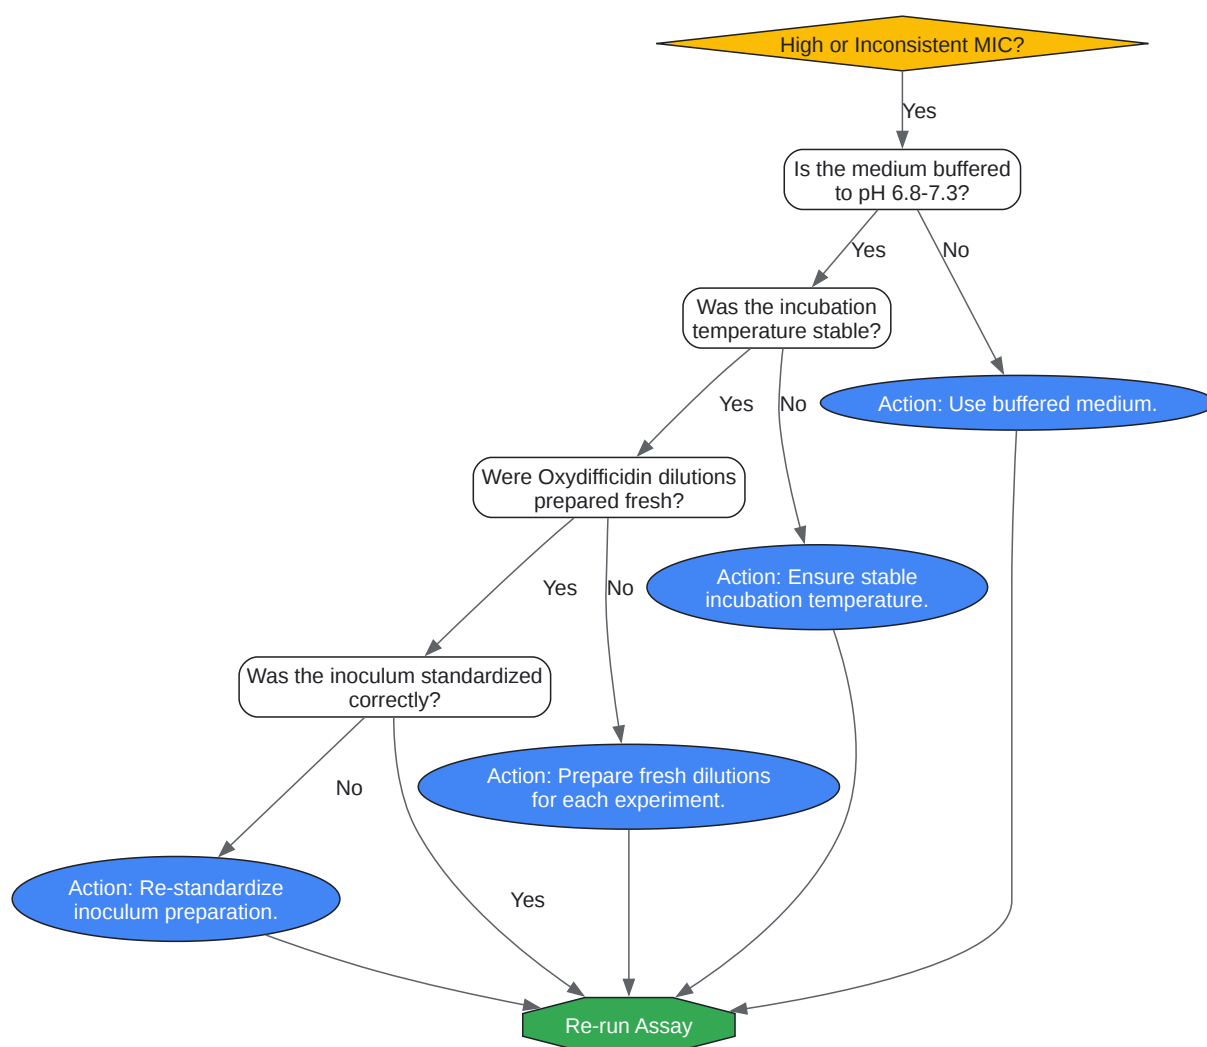 High or Inconsistent MIC?
Yes
Is the medium buffered
to pH 6.8-7.3?
Yes
No
Was the incubation
temperature stable?
Yes
No
Action: Use buffered medium.
Were Oxydifficidin dilutions
prepared fresh?
Yes
No
Action: Ensure stable
incubation temperature.
Was the inoculum standardized
correctly?
No
Action: Prepare fresh dilutions
for each experiment.
Yes
Action: Re-standardize
inoculum preparation.
Re-run Assay